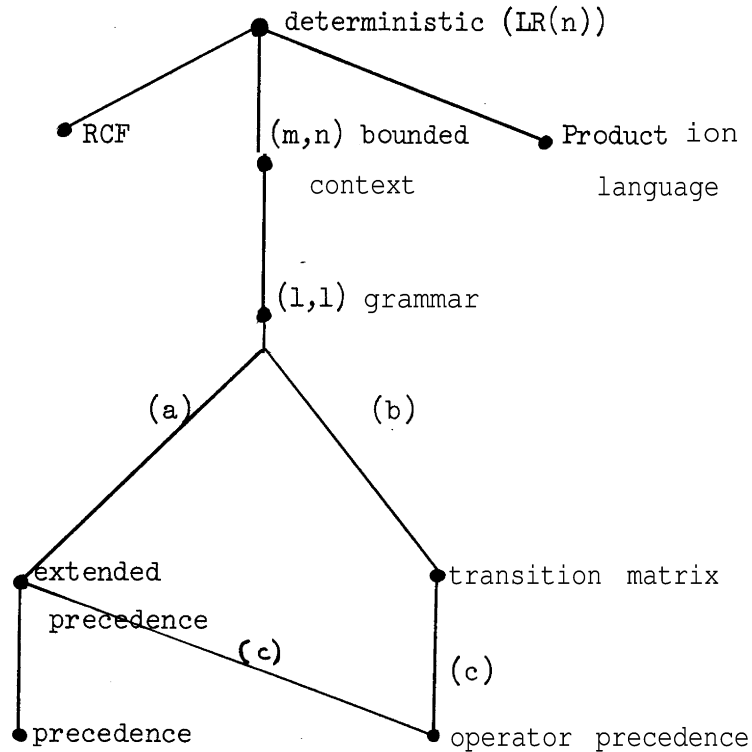 deterministic (LR(n))
RCF
(m,n) bounded
context
Product ion
language
(1,1) grammar
(a)
(b)
extended
precedence
transition matrix
(c)
(c)
precedence
operator precedence